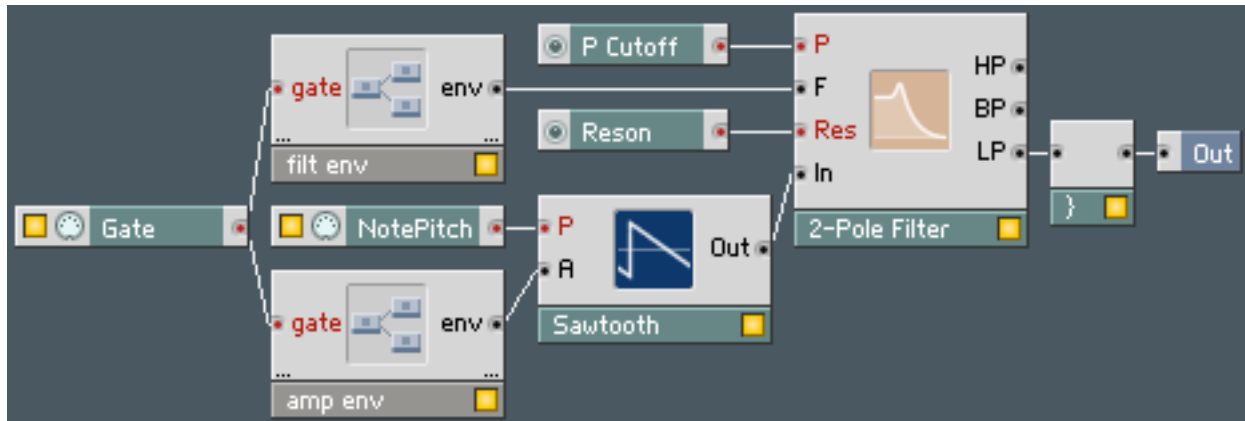 gate env
... ...
filt env
P Cutoff
Reson
P
F
Res
In
HP
BP
LP
2-Pole Filter
}
Out
Gate
NotePitch
P
A
Out
Sawtooth
gate env
... ...
amp env